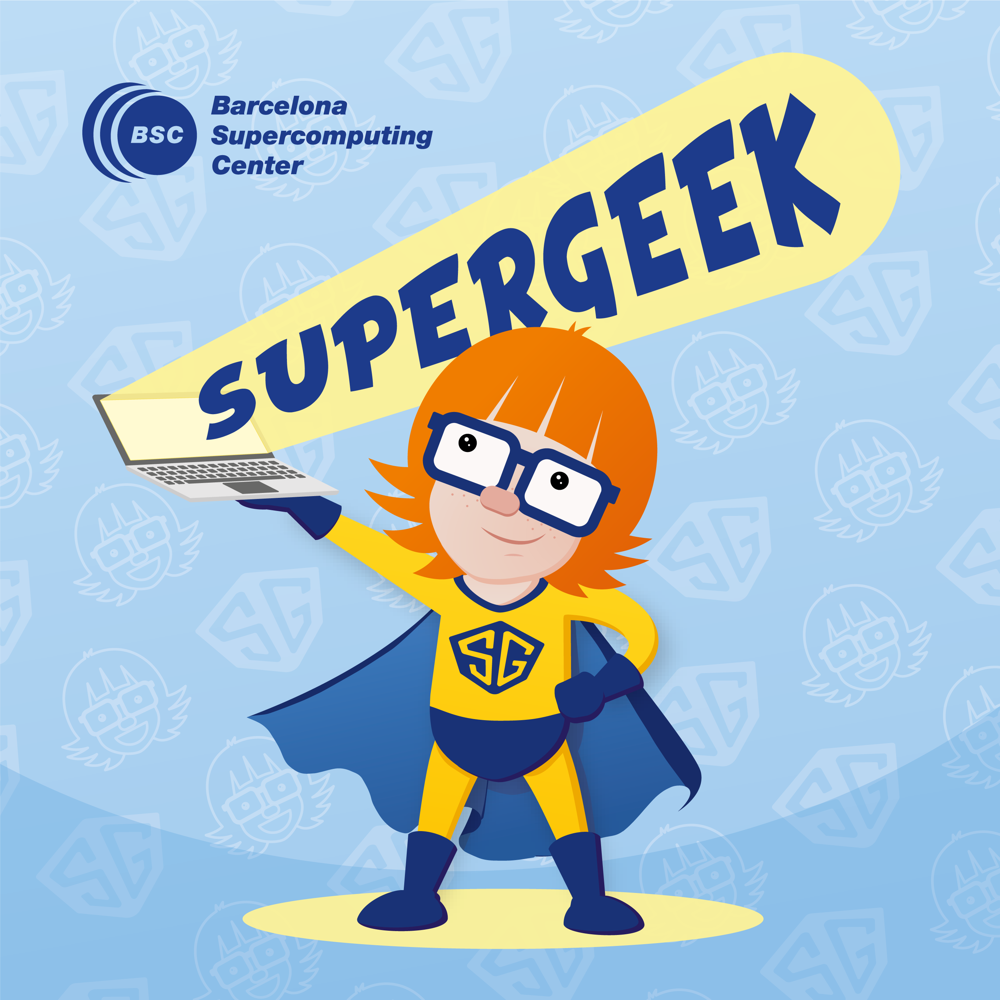 BSC
Barcelona
Supercomputing
Center
SUPERGEEK
SG